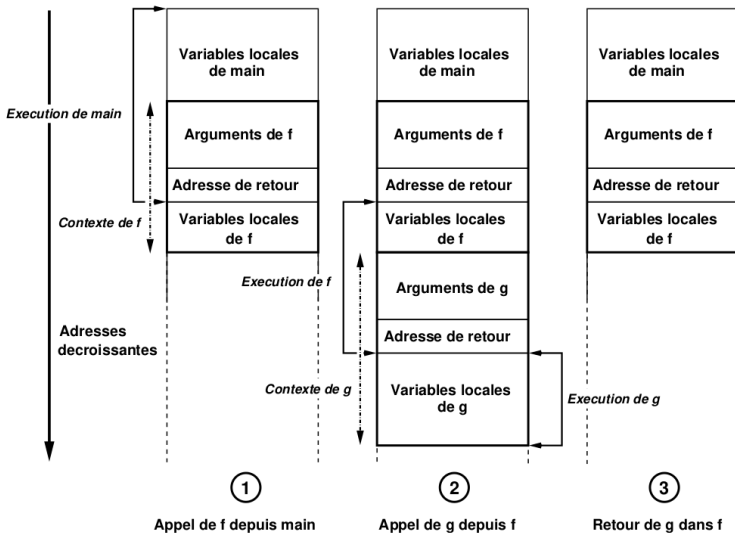 Variables locales
de main
Execution de main
Arguments de f
Adresse de retour
Contexte de f
Variables locales
de f
Adresses
decroissantes
1
Appel de f depuis main
Variables locales
de main
Arguments de f
Adresse de retour
Variables locales
de f
Execution de f
Arguments de g
Adresse de retour
Contexte de g
Variables locales
de g
Execution de g
2
Appel de g depuis f
Variables locales
de main
Arguments de f
Adresse de retour
Variables locales
de f
3
Retour de g dans f